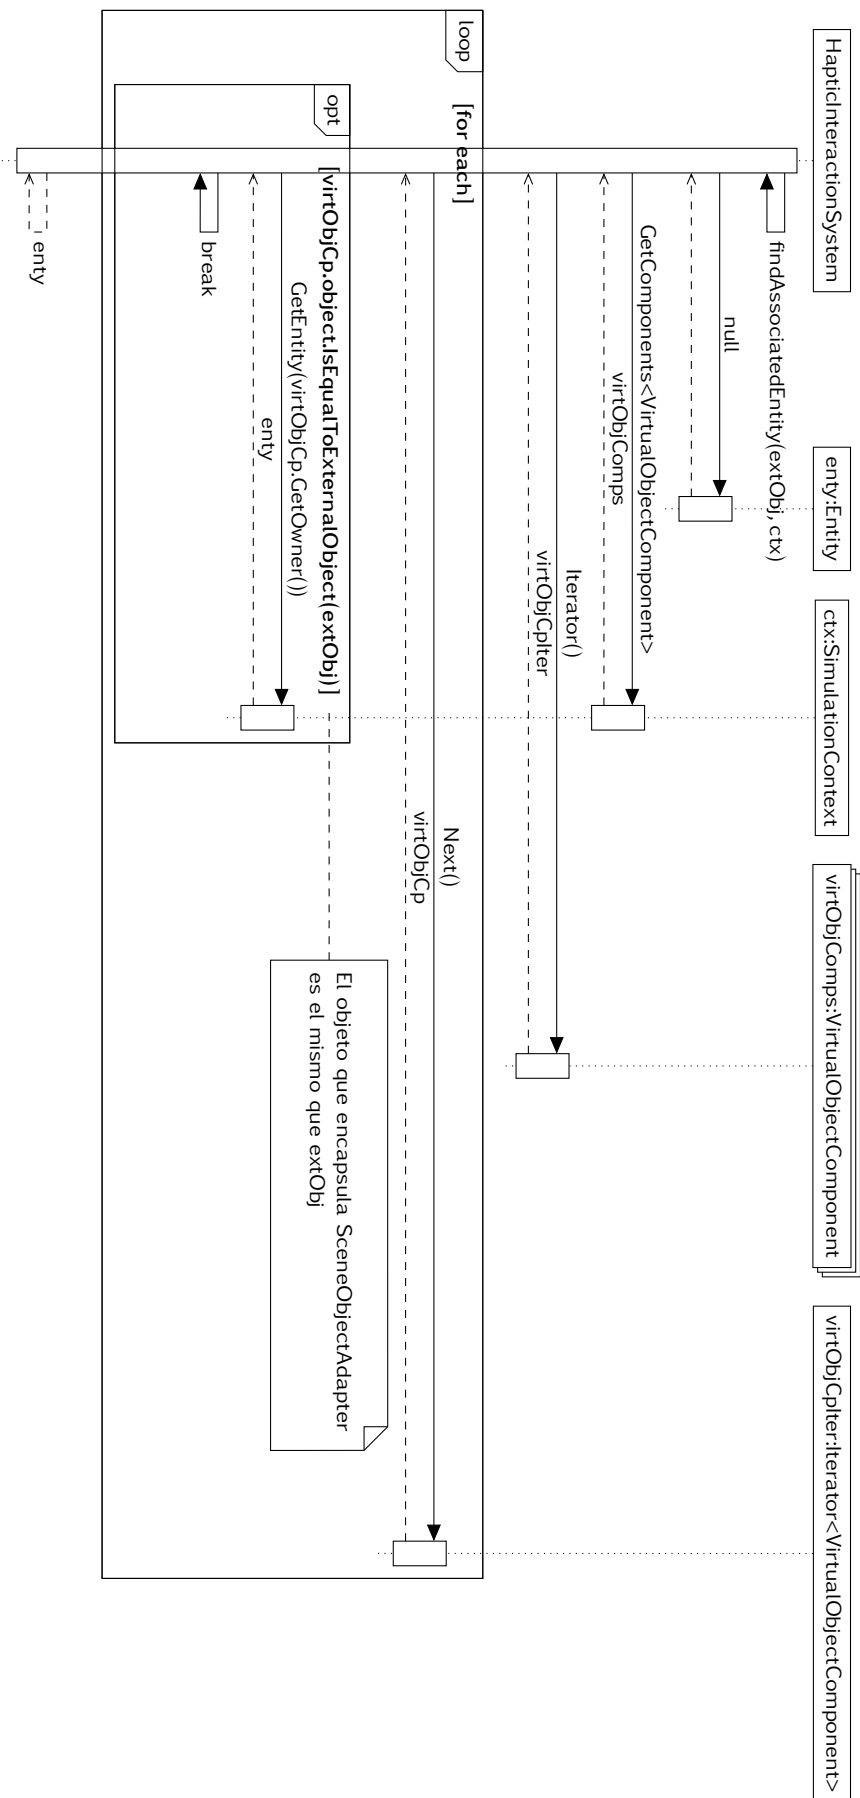 HapticInteractionSystem
enty:Entity
ctx:SimulationContext
virtObjComps:VirtualObjectComponent
virtObjCpIter:Iterator<VirtualObjectComponent>
findAssociatedEntity(extObj, ctx)
null
GetComponents<VirtualObjectComponent>
virtObjComps
Iterator()
virtObjCpIter
loop
[for each]
Next()
virtObjCp
opt
[virtObjCp.object.IsEqualToExternalObject(extObj)]
El objeto que encapsula SceneObjectAdapter
es el mismo que extObj
GetEntity(virtObjCp.GetOwner())
enty
break
enty